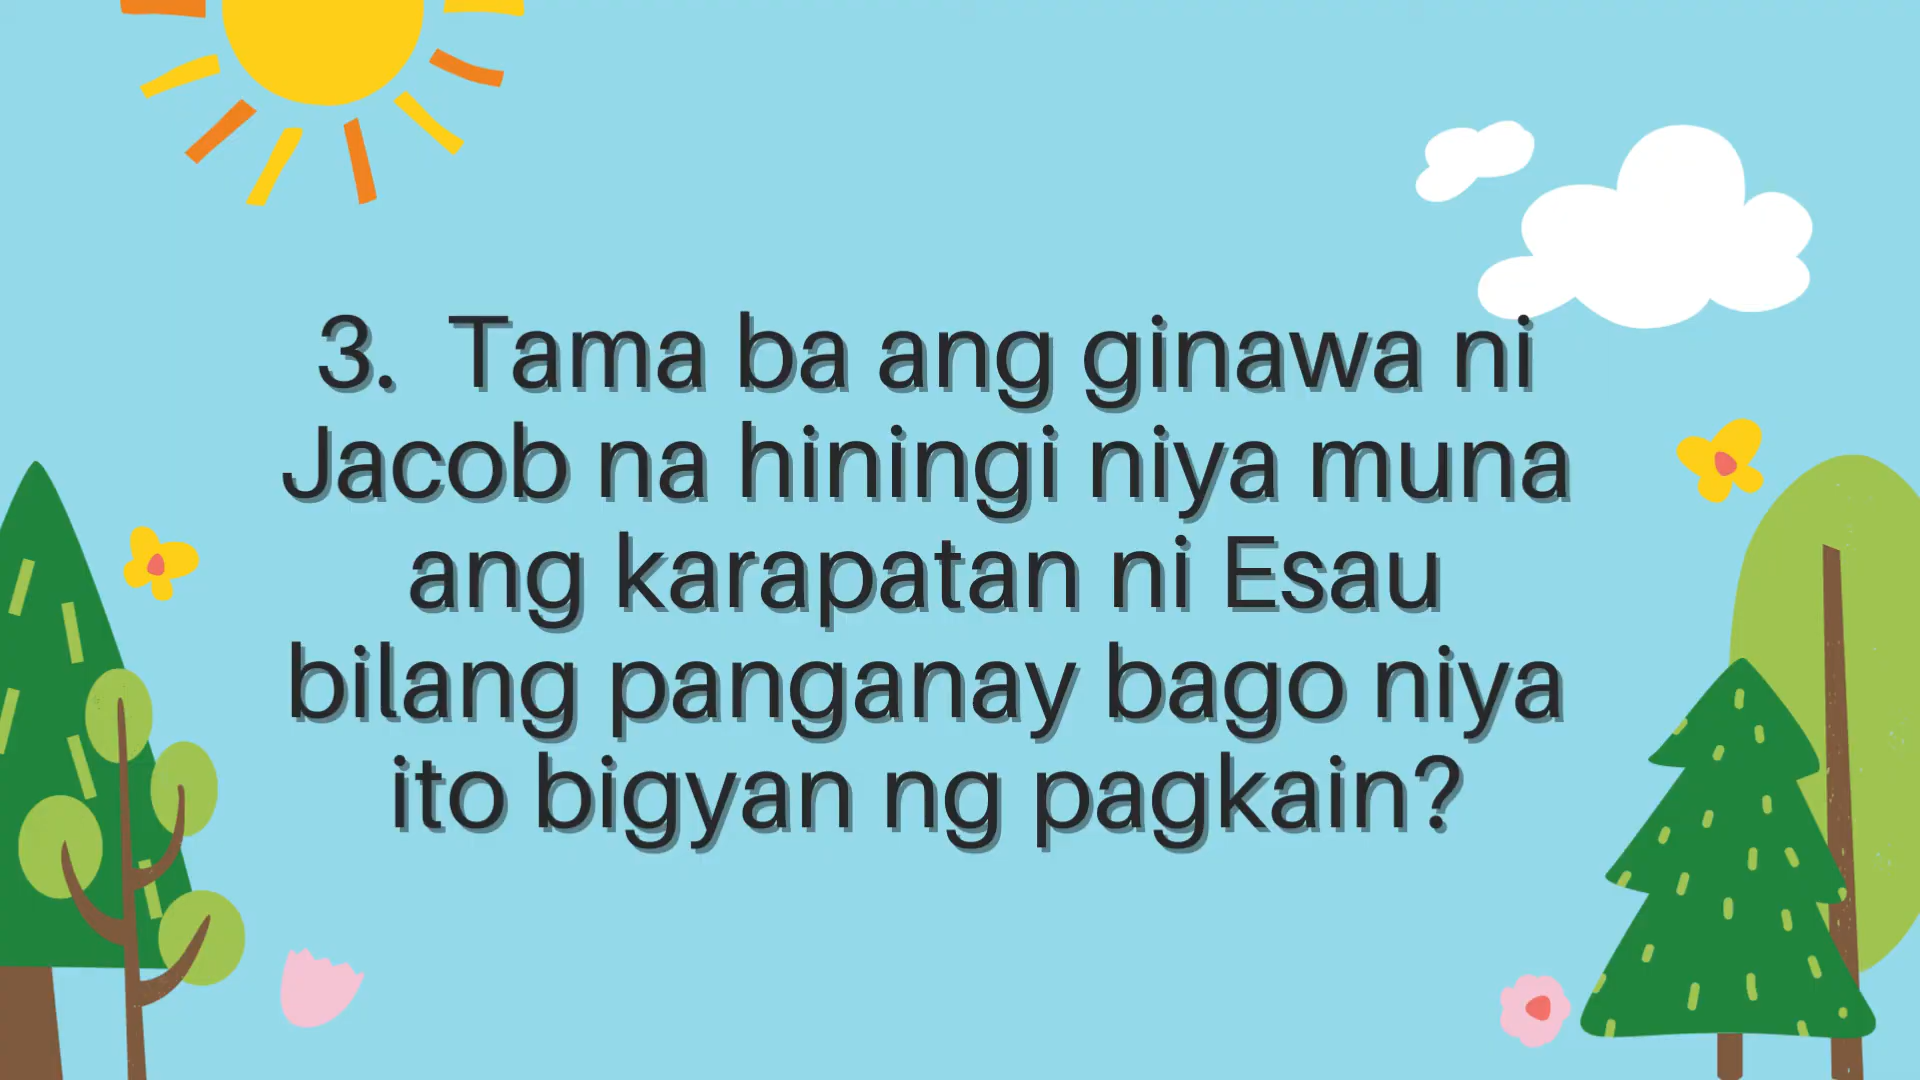 3. Tama ba ang ginawa ni
Jacob na hiningi niya muna
ang karapatan ni Esau
bilang panganay bago niya
ito bigyan ng pagkain?